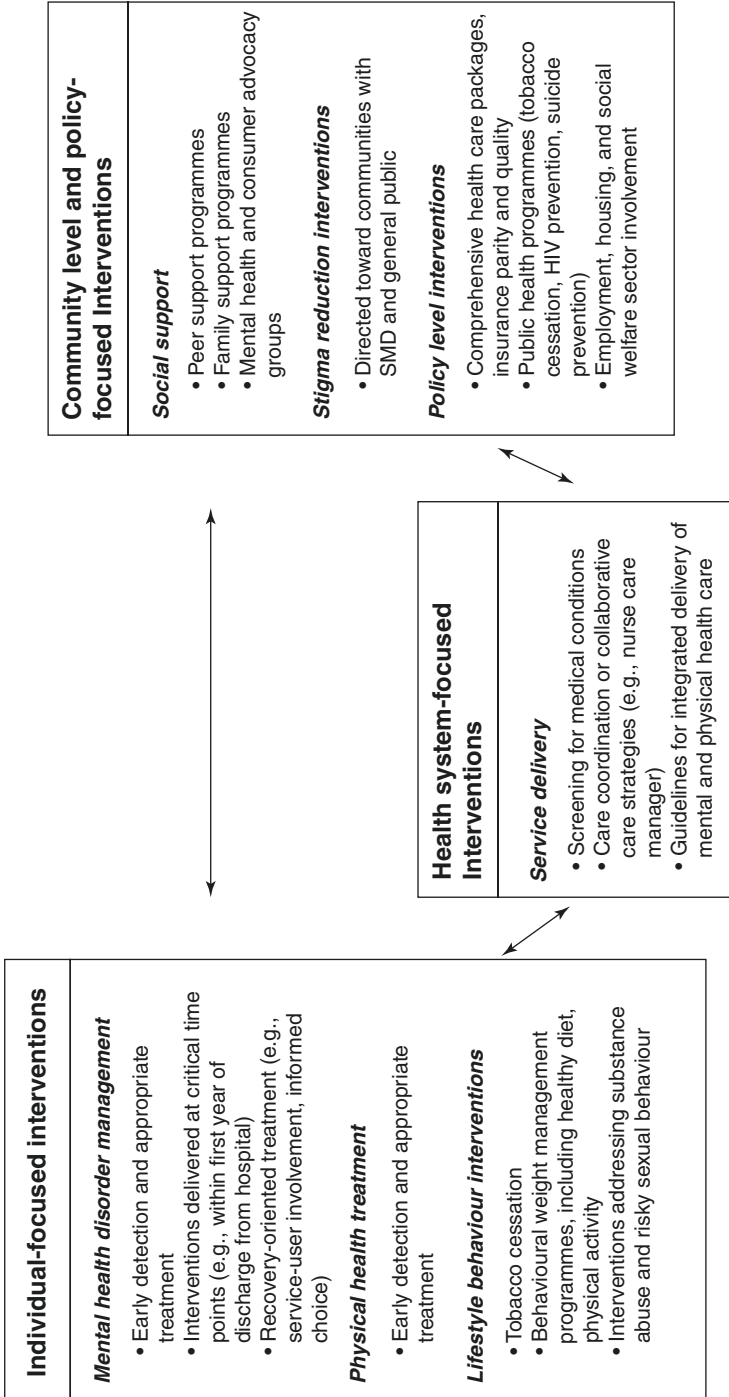 Individual-focused interventions
Mental health disorder management
• Early detection and appropriate
treatment
• Interventions delivered at critical time
points (e.g., within first year of
discharge from hospital)
• Recovery-oriented treatment (e.g.,
service-user involvement, informed
choice)
Physical health treatment
• Early detection and appropriate
treatment
Lifestyle behaviour interventions
• Tobacco cessation
• Behavioural weight management
programmes, including healthy diet,
physical activity
• Interventions addressing substance
abuse and risky sexual behaviour
Health system-focused
Interventions
Service delivery
• Screening for medical conditions
• Care coordination or collaborative
care strategies (e.g., nurse care
manager)
• Guidelines for integrated delivery of
mental and physical health care
Community level and policy-
focused Interventions
Social support
• Peer support programmes
• Family support programmes
• Mental health and consumer advocacy
groups
Stigma reduction interventions
• Directed toward communities with
SMD and general public
Policy level interventions
• Comprehensive health care packages,
insurance parity and quality
• Public health programmes (tobacco
cessation, HIV prevention, suicide
prevention)
• Employment, housing, and social
welfare sector involvement